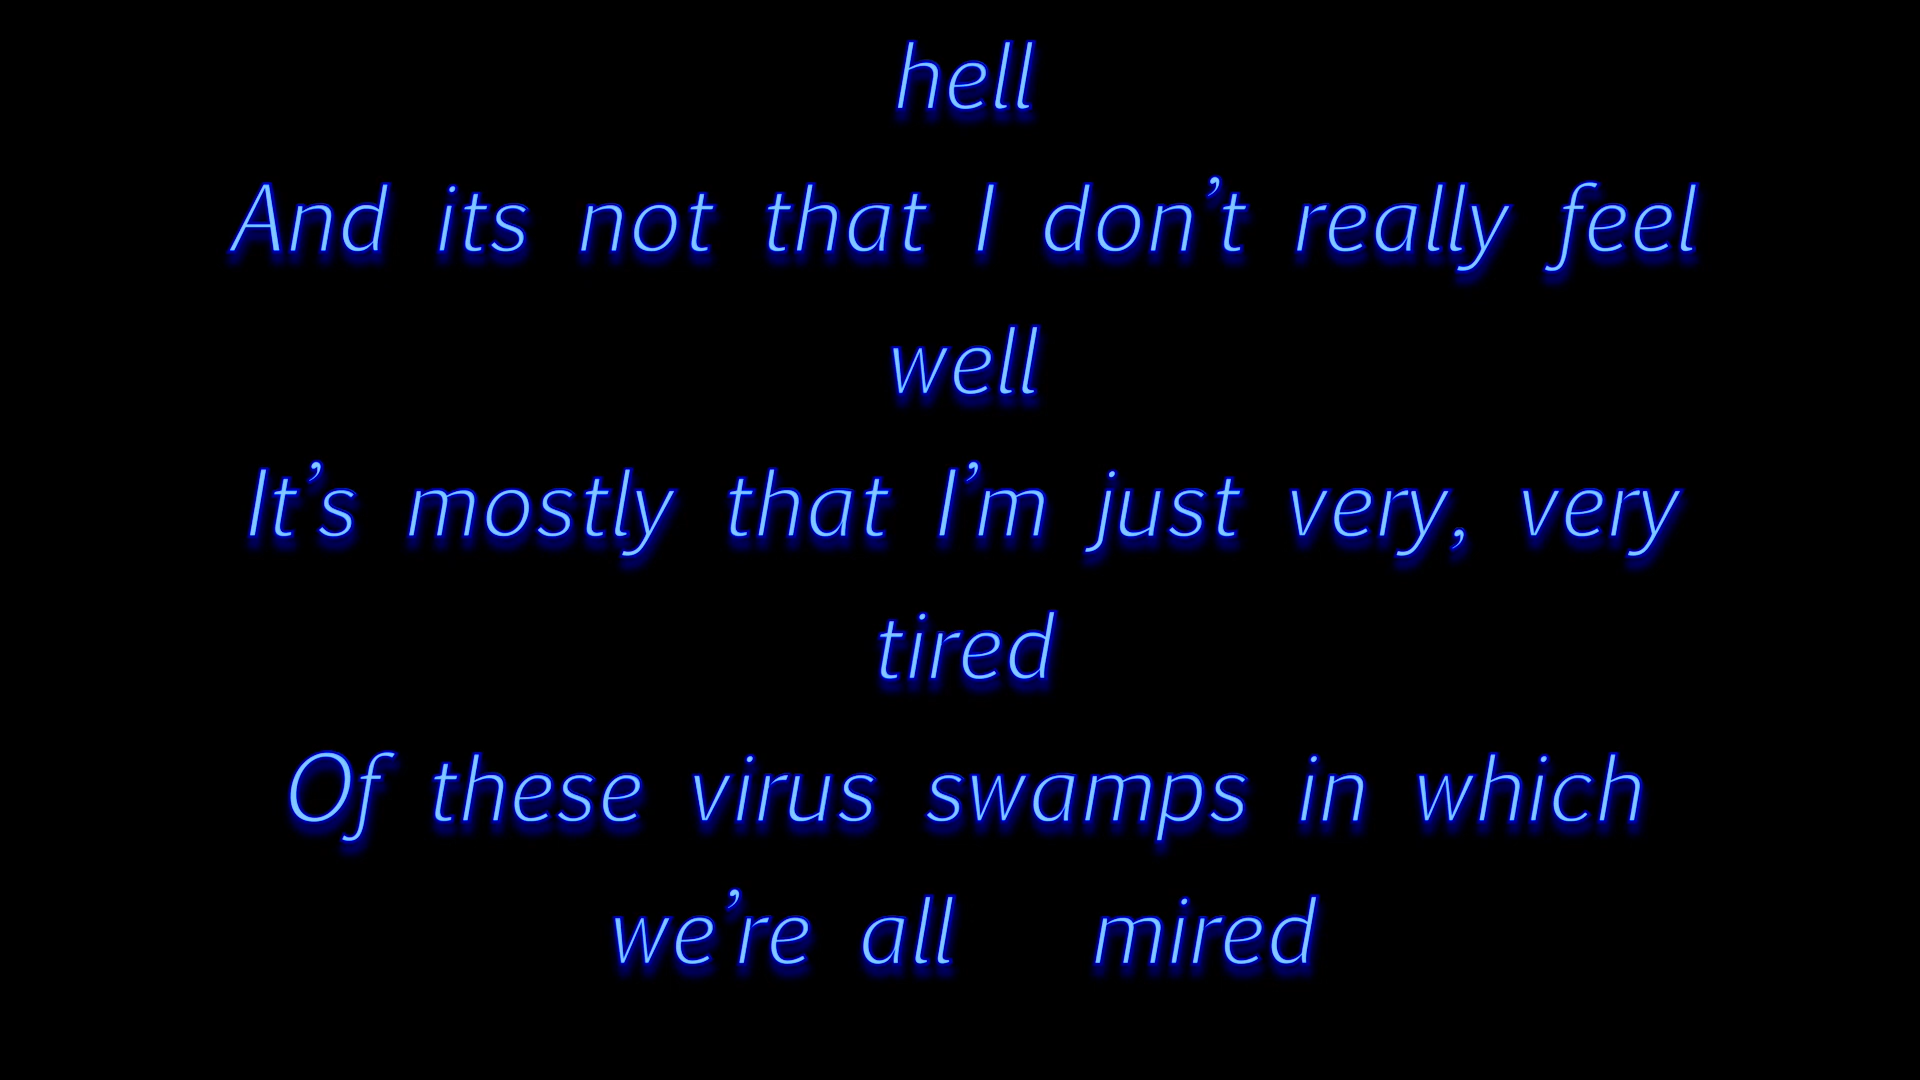 hell
And its not that I don’t really feel
well
It’s mostly that I’m just very, very
tired
Of these virus swamps in which
we’re all mired